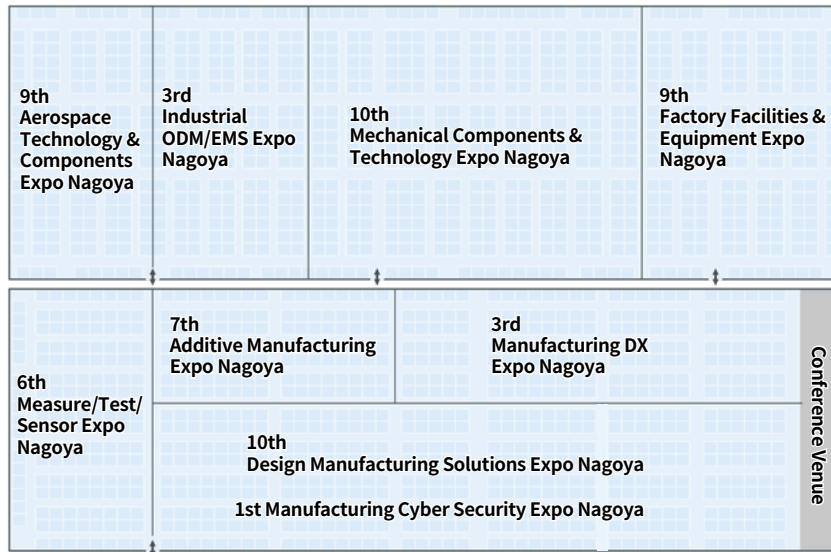 9th
Aerospace
Technology &
Components
Expo Nagoya
3rd
Industrial
ODM/EMS Expo
Nagoya
10th
Mechanical Components &
Technology Expo Nagoya
9th
Factory Facilities &
Equipment Expo
Nagoya
6th
Measure/Test/
Sensor Expo
Nagoya
7th
Additive Manufacturing
Expo Nagoya
3rd
Manufacturing DX
Expo Nagoya
10th
Design Manufacturing Solutions Expo Nagoya
1st Manufacturing Cyber Security Expo Nagoya
Conference Venue